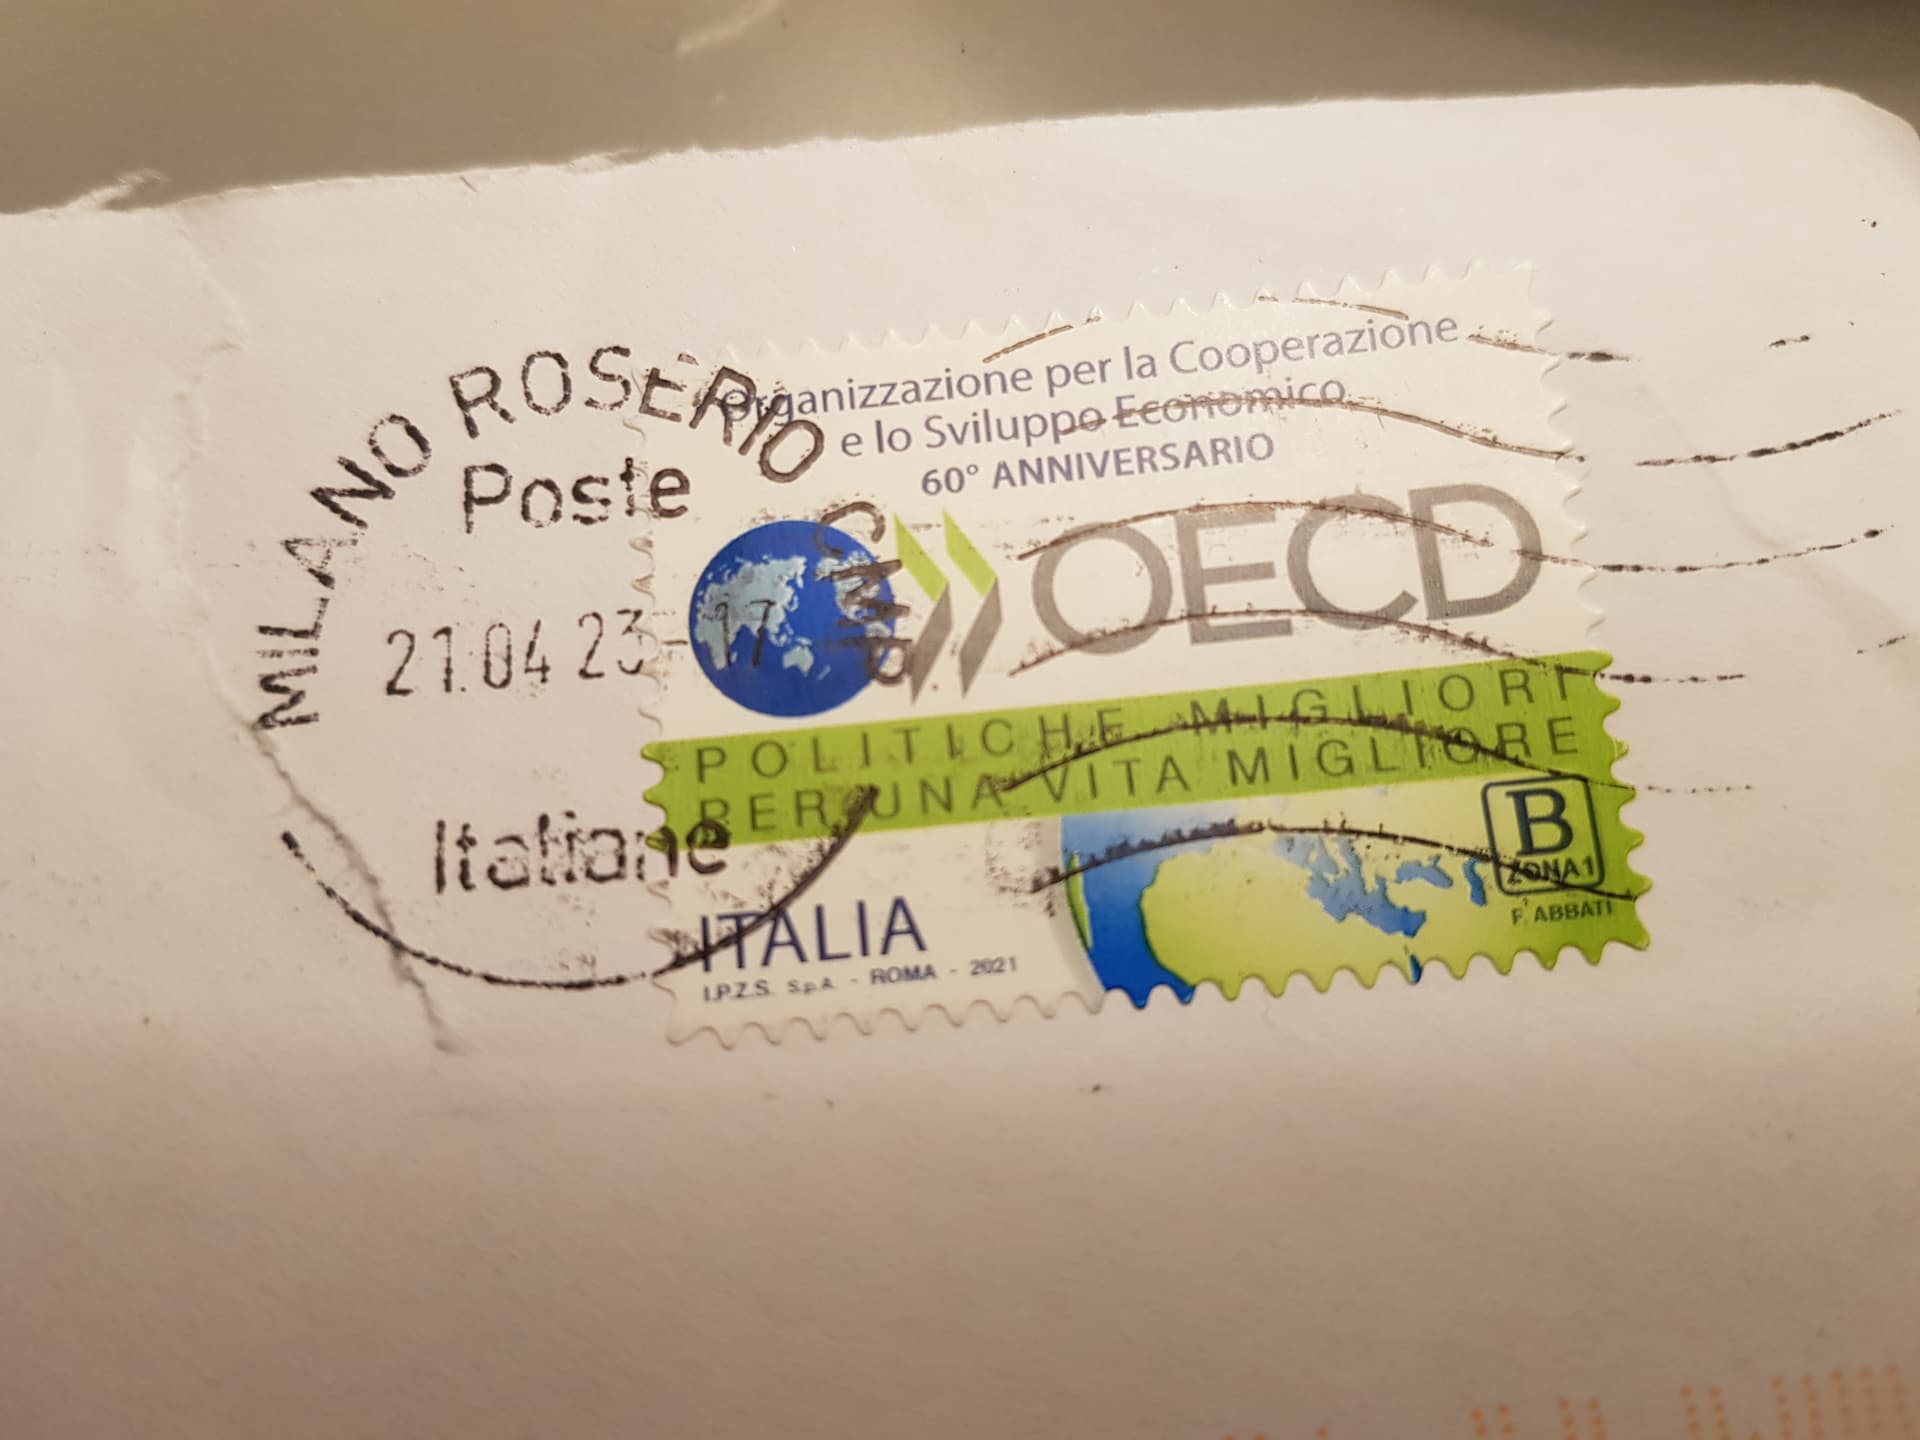 MILANO ROSERIO CMP
Poste
21.04 23-17
Italiane
Organizzazione per la Cooperazione
e lo Sviluppo Economico
60° ANNIVERSARIO
OECD
POLITICHE MIGLIORI
PER UNA VITA MIGLIORE
B
ZONA 1
F. ABBATI
ITALIA
I.P.Z.S. S.p.A. - ROMA - 2021